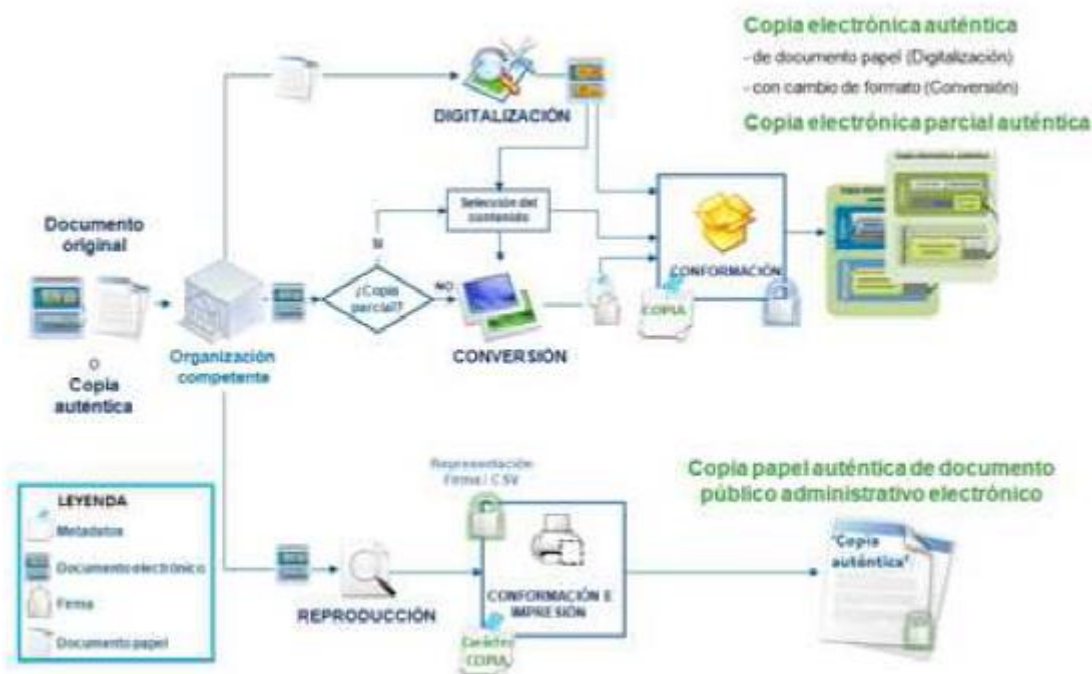 Copia electrónica auténtica
- de documento papel (Digitalización)
- con cambio de formato (Conversión)
Copia electrónica parcial auténtica
DIGITALIZACIÓN
Selección del
contenido
Documento
original
o
Copia
auténtica
Organización
competente
¿Copia
parcial?
SI
NO
CONVERSIÓN
CONFORMACIÓN
COPIA
LEYENDA
Metadatos
Documento electrónico
Firma
Documento papel
REPRODUCCIÓN
Representación
Firma / CSV
CONFORMACIÓN E
IMPRESIÓN
Carácter
COPIA
Copia papel auténtica de documento
público administrativo electrónico
"Copia
auténtica"